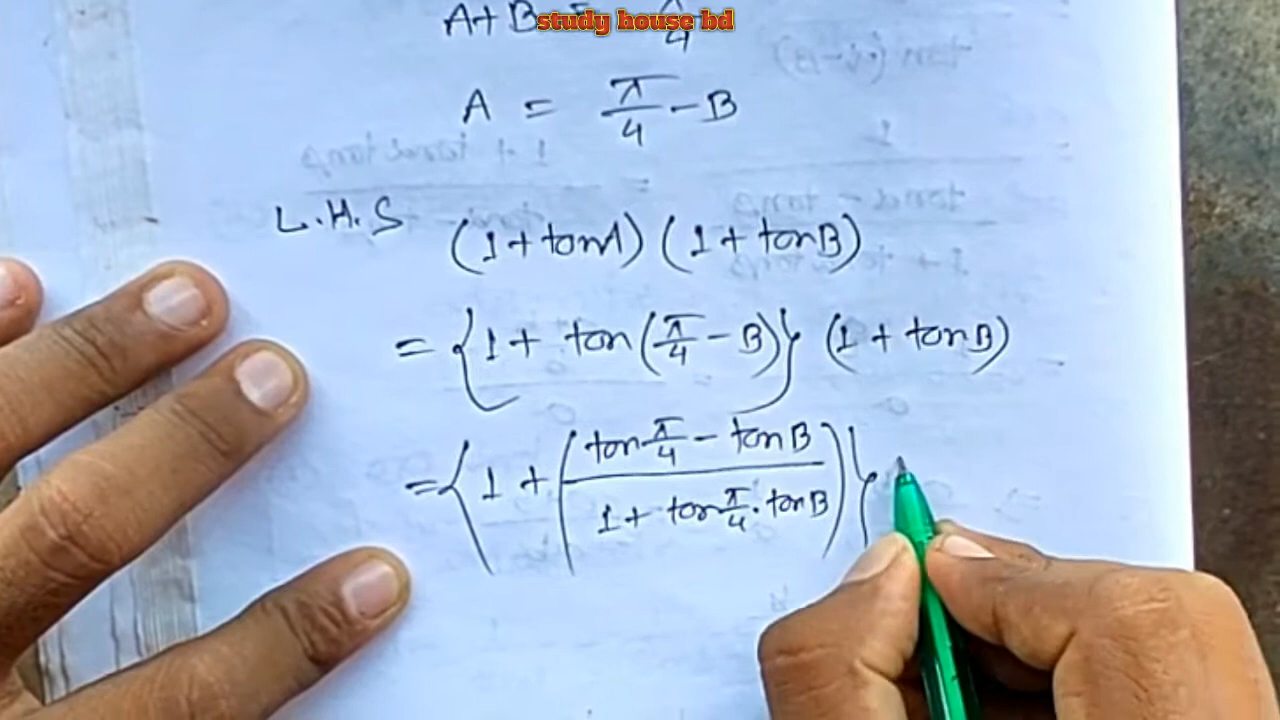 study house bd
A+B = π/4
A = π/4 - B
L.H.S (1+tanA) (1+tanB)
= {1+ tan(π/4 - B)} (1 + tanB)
= {1 + (tan π/4 - tanB / 1+ tan π/4 . tanB)}